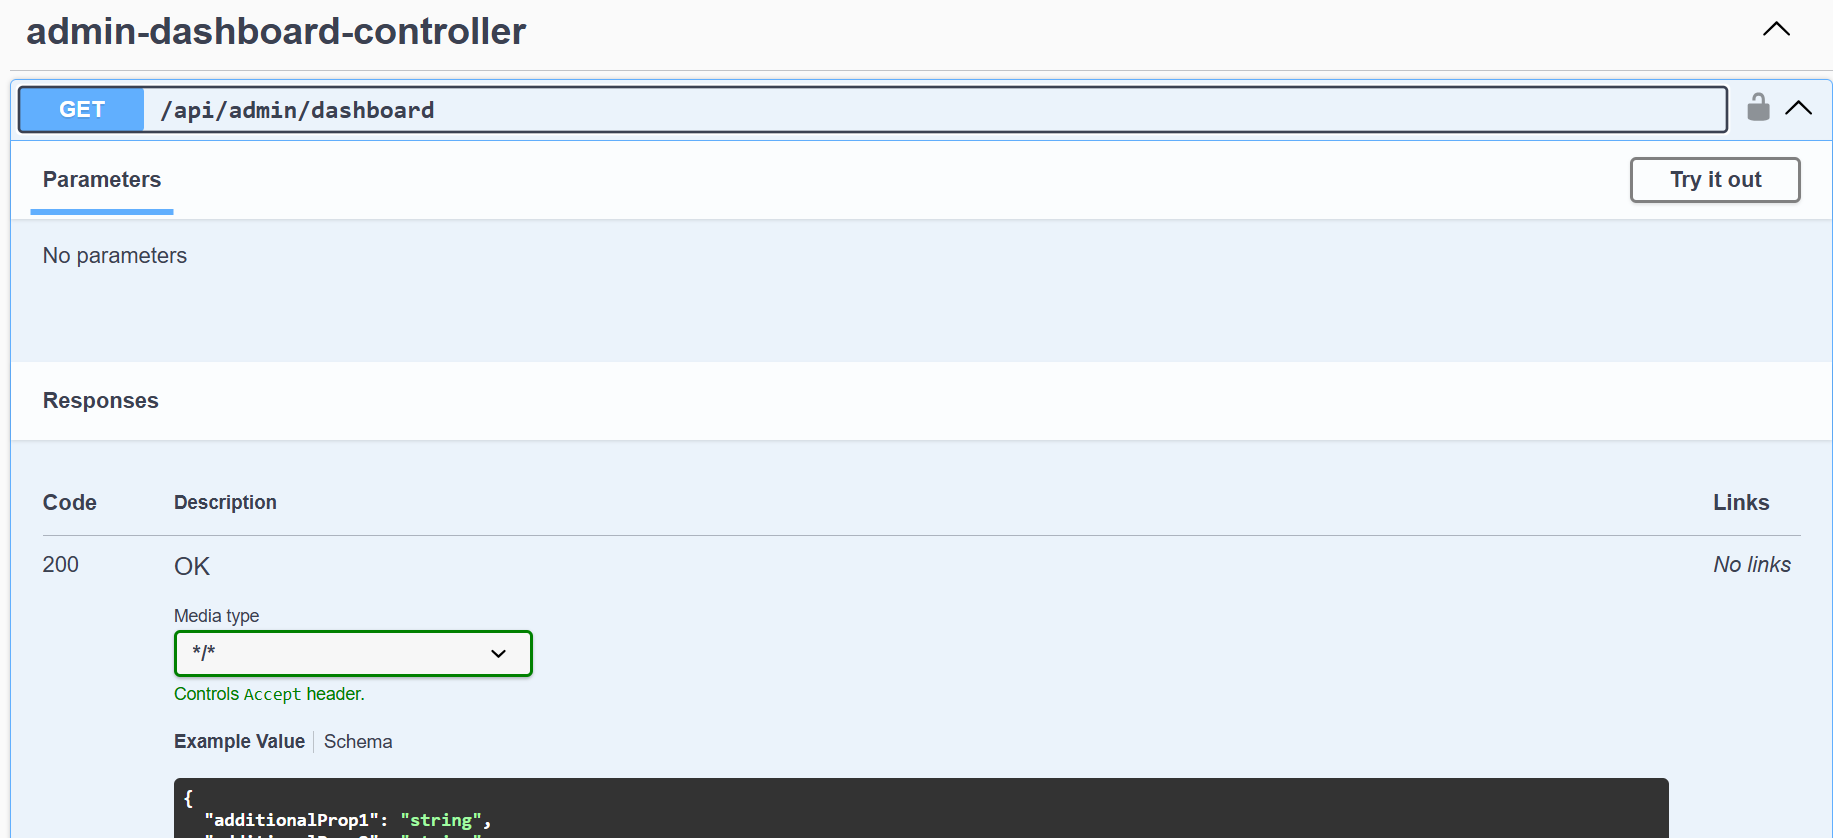 admin-dashboard-controller
GET /api/admin/dashboard
Parameters
Try it out
No parameters
Responses
Code Description Links
200 OK No links
Media type
*/*
Controls Accept header.
Example Value Schema
{
"additionalProp1": "string",